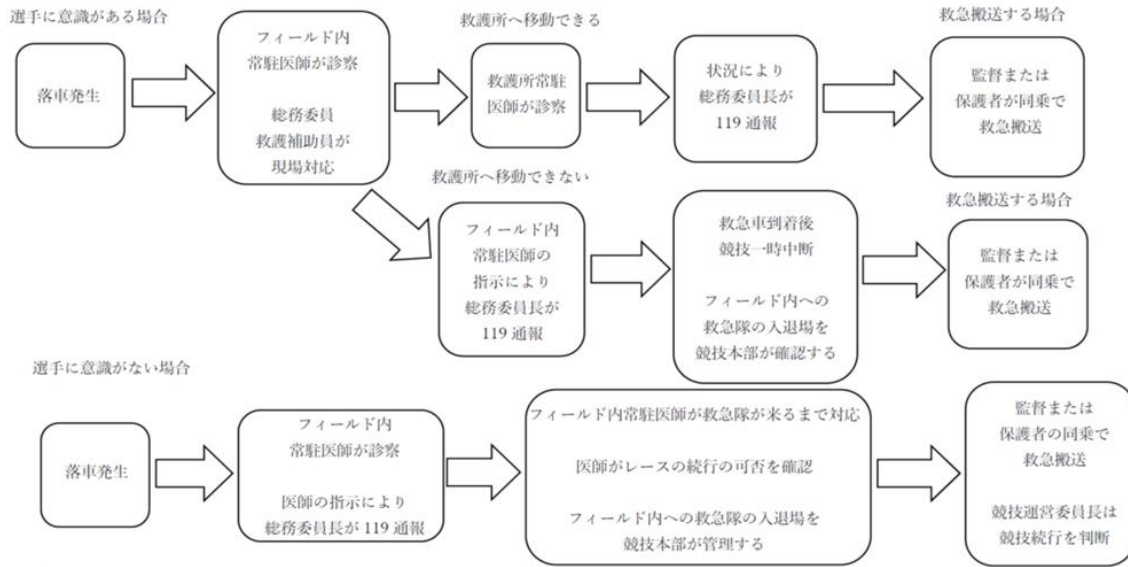 選手に意識がある場合
落車発生
フィールド内
常駐医師が診察
総務委員
救護補助員が
現場対応
救護所へ移動できる
救護所常駐
医師が診察
状況により
総務委員長が
119 通報
救急搬送する場合
監督または
保護者が同乗で
救急搬送
救護所へ移動できない
フィールド内
常駐医師の
指示により
総務委員長が
119 通報
救急車到着後
競技一時中断
フィールド内への
救急隊の入退場を
競技本部が確認する
救急搬送する場合
監督または
保護者が同乗で
救急搬送
選手に意識がない場合
落車発生
フィールド内
常駐医師が診察
医師の指示により
総務委員長が 119 通報
フィールド内常駐医師が救急隊が来るまで対応
医師がレースの続行の可否を確認
フィールド内への救急隊の入退場を
競技本部が管理する
監督または
保護者の同乗で
救急搬送
競技運営委員長は
競技続行を判断